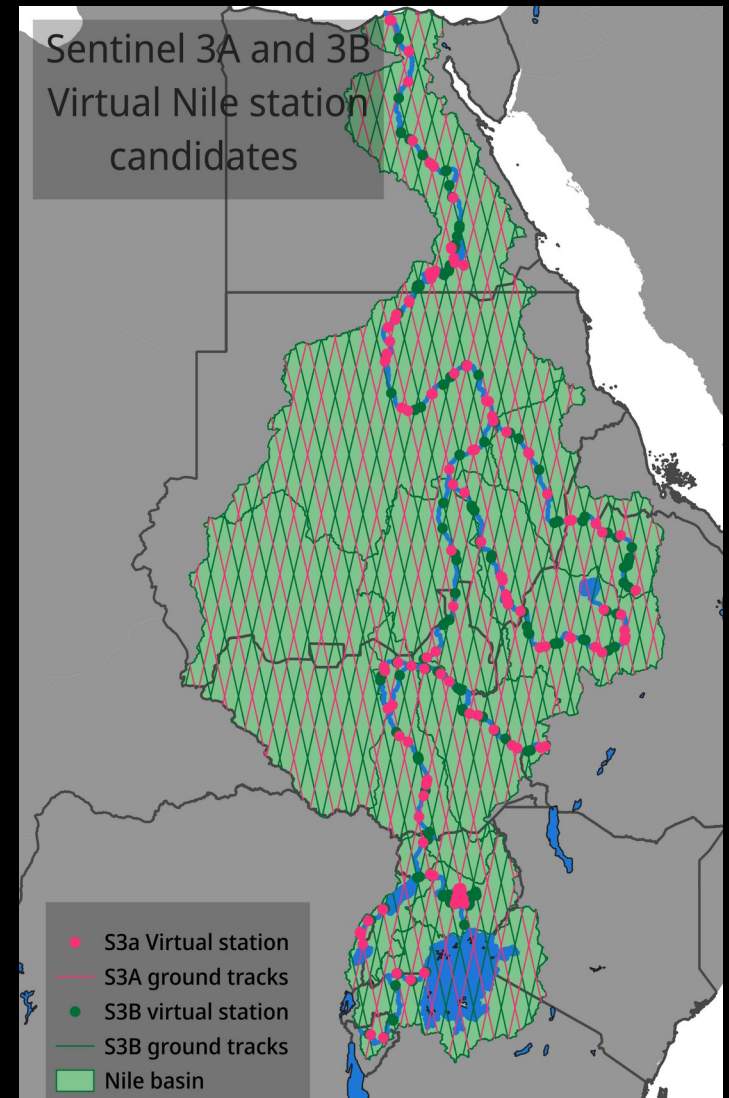 Sentinel 3A and 3B
Virtual Nile station
candidates
S3a Virtual station
S3A ground tracks
S3B virtual station
S3B ground tracks
Nile basin